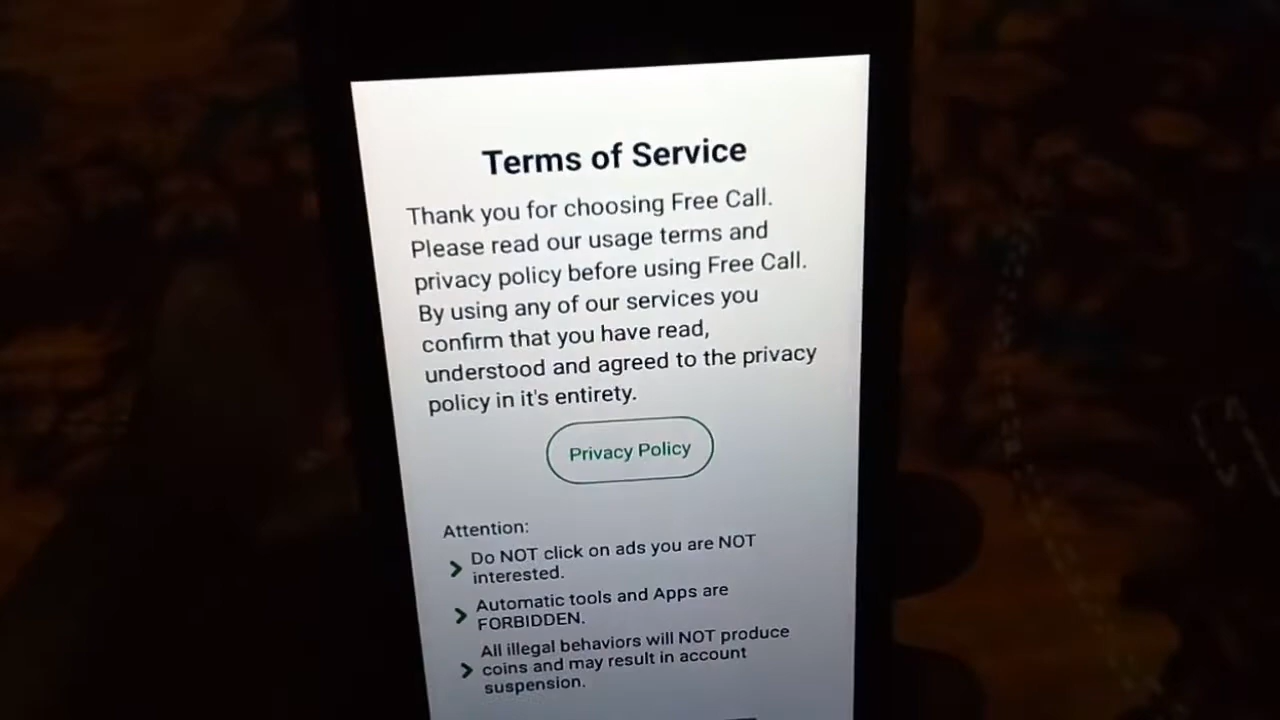 Terms of Service
Thank you for choosing Free Call.
Please read our usage terms and
privacy policy before using Free Call.
By using any of our services you
confirm that you have read,
understood and agreed to the privacy
policy in it's entirety.
Privacy Policy
Attention:
Do NOT click on ads you are NOT
interested.
Automatic tools and Apps are
FORBIDDEN.
All illegal behaviors will NOT produce
coins and may result in account
suspension.